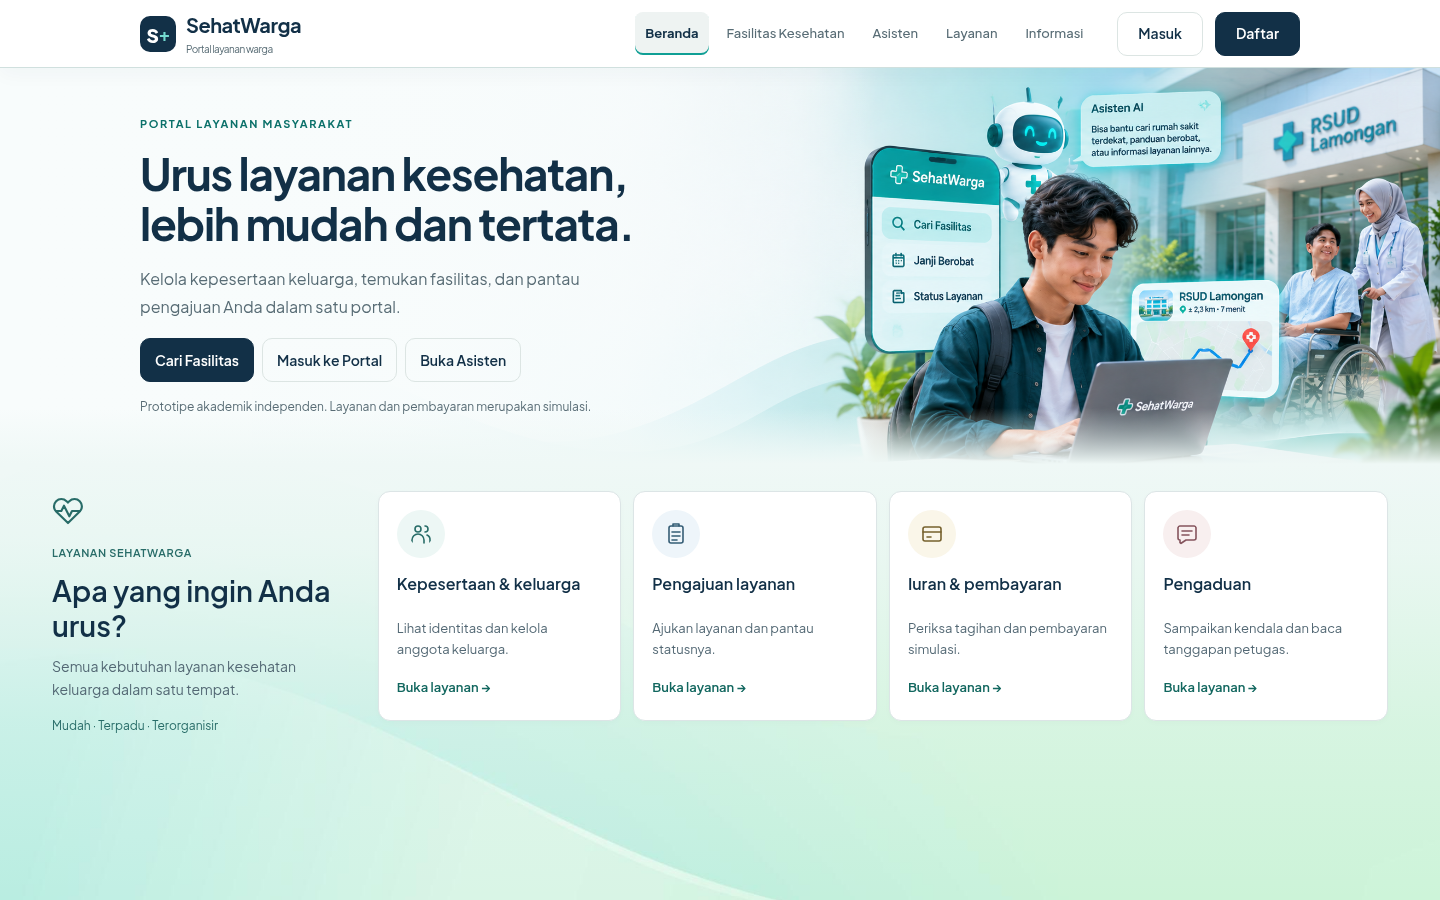 S+
SehatWarga
Portal layanan warga
Beranda
Fasilitas Kesehatan
Asisten
Layanan
Informasi
Masuk
Daftar
PORTAL LAYANAN MASYARAKAT
Urus layanan kesehatan,
lebih mudah dan tertata.
Kelola kepesertaan keluarga, temukan fasilitas, dan pantau
pengajuan Anda dalam satu portal.
Cari Fasilitas
Masuk ke Portal
Buka Asisten
Prototipe akademik independen. Layanan dan pembayaran merupakan simulasi.
SehatWarga
Cari Fasilitas
Janji Berobat
Status Layanan
Asisten AI
Bisa bantu cari rumah sakit
terdekat, panduan berobat,
atau informasi layanan lainnya.
RSUD
Lamongan
RSUD Lamongan
± 2,3 km • 7 menit
SehatWarga
LAYANAN SEHATWARGA
Apa yang ingin Anda
urus?
Semua kebutuhan layanan kesehatan
keluarga dalam satu tempat.
Mudah · Terpadu · Terorganisir
Kepesertaan & keluarga
Lihat identitas dan kelola
anggota keluarga.
Buka layanan →
Pengajuan layanan
Ajukan layanan dan pantau
statusnya.
Buka layanan →
Iuran & pembayaran
Periksa tagihan dan pembayaran
simulasi.
Buka layanan →
Pengaduan
Sampaikan kendala dan baca
tanggapan petugas.
Buka layanan →